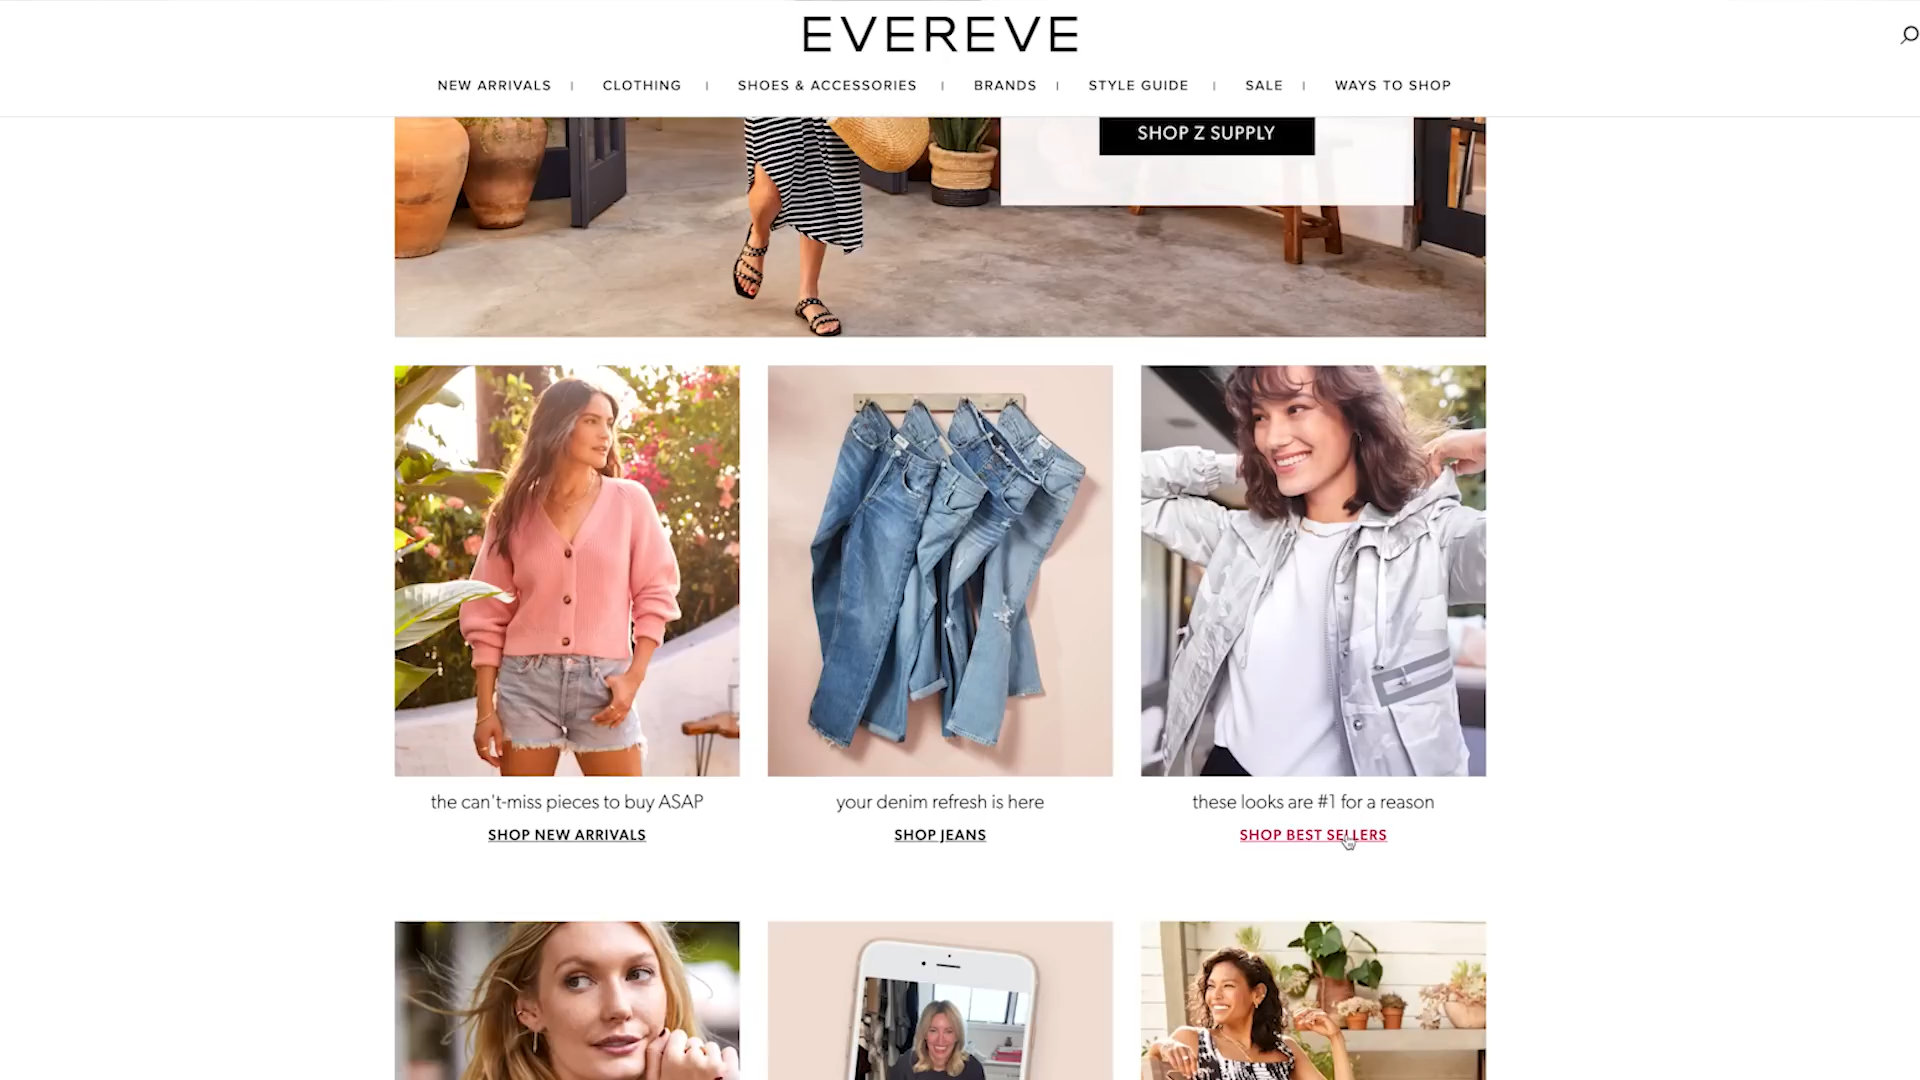 EVEREVE
NEW ARRIVALS | CLOTHING | SHOES & ACCESSORIES | BRANDS | STYLE GUIDE | SALE | WAYS TO SHOP
SHOP Z SUPPLY
the can't-miss pieces to buy ASAP
SHOP NEW ARRIVALS
your denim refresh is here
SHOP JEANS
these looks are #1 for a reason
SHOP BEST SELLERS